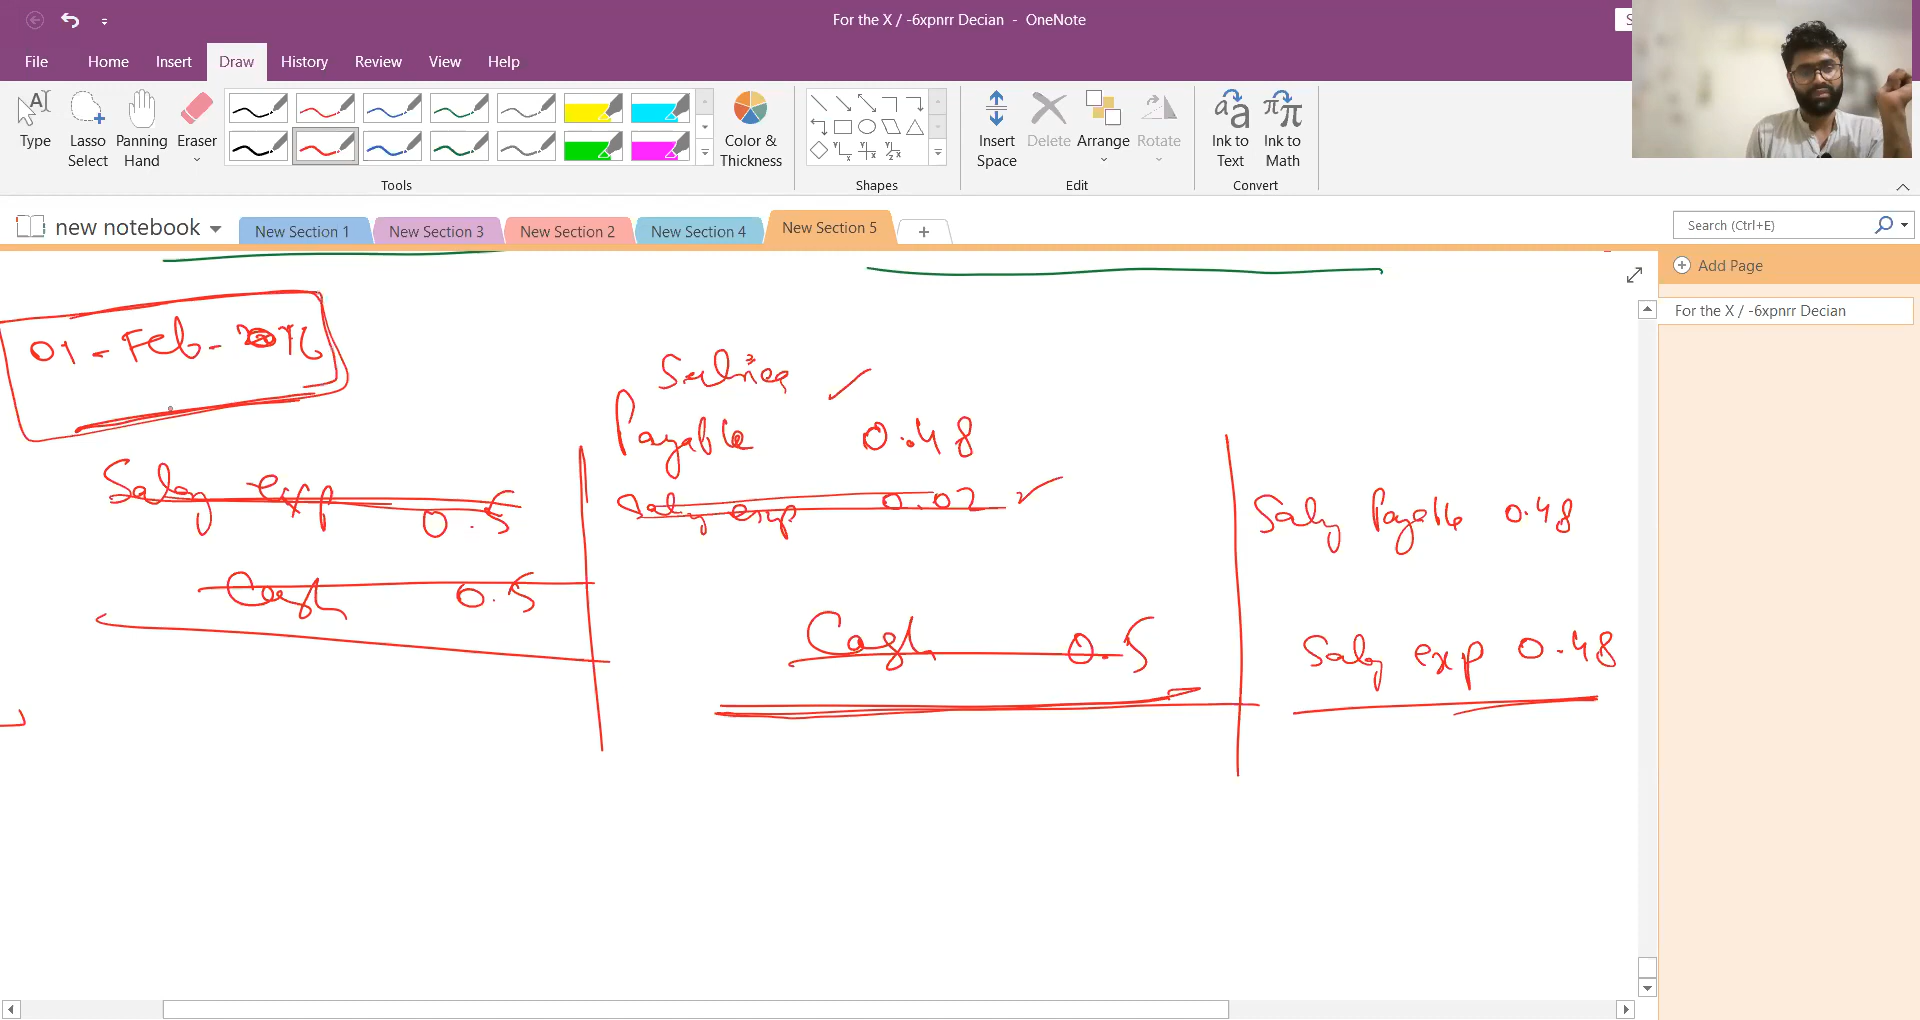 For the X / -6xpnrr Decian - OneNote
File Home Insert Draw History Review View Help
Type
Lasso Select
Panning Hand
Eraser
Color & Thickness
Insert Space
Delete
Arrange
Rotate
Ink to Text
Ink to Math
Tools
Shapes
Edit
Convert
new notebook
New Section 1
New Section 3
New Section 2
New Section 4
New Section 5
Search (Ctrl+E)
Add Page
For the X / -6xpnrr Decian
01 - Feb - X6
Payable 0.48
Salary exp 0.5
Cash 0.5
Salary exp 0.02
Cash 0.5
Salary Payable 0.48
Salary exp 0.48